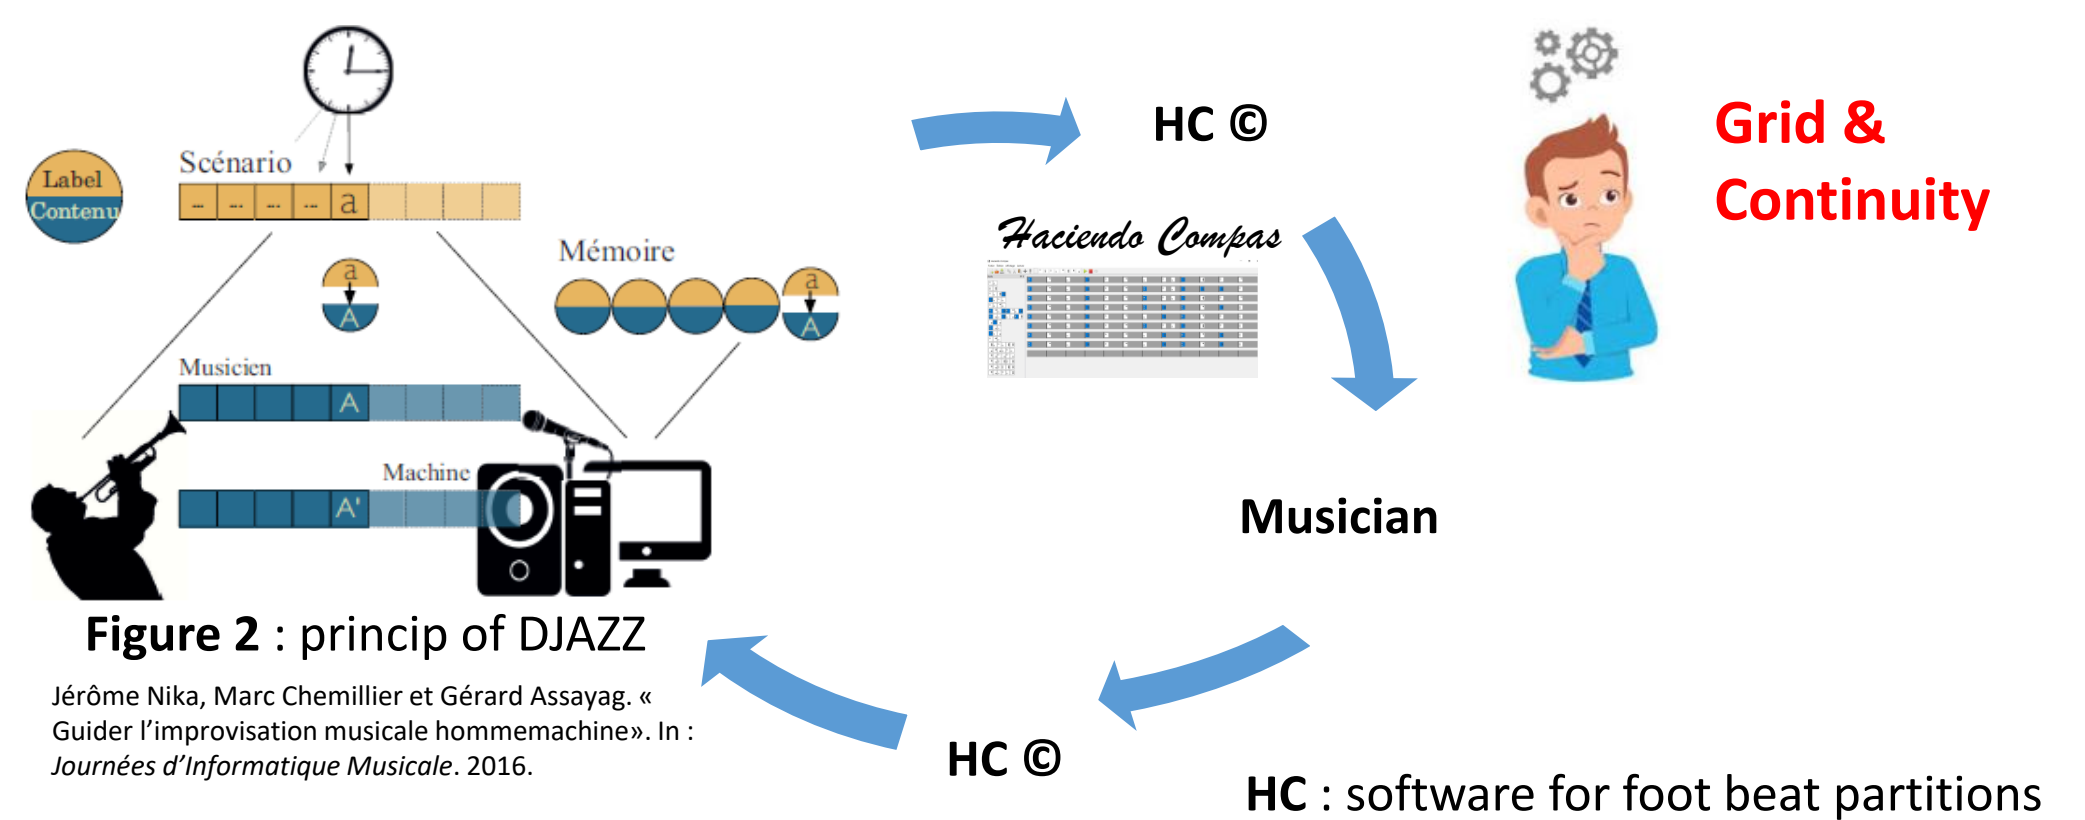 Label
Contenu
Scénario
... ... ... ... a
a
A
Mémoire
a
A
Musicien
A
Machine
A'
Figure 2 : princip of DJAZZ
Jérôme Nika, Marc Chemillier et Gérard Assayag. «
Guider l’improvisation musicale hommemachine». In :
Journées d’Informatique Musicale. 2016.
HC ©
Haciendo Compas
Grid &
Continuity
Musician
HC ©
HC : software for foot beat partitions